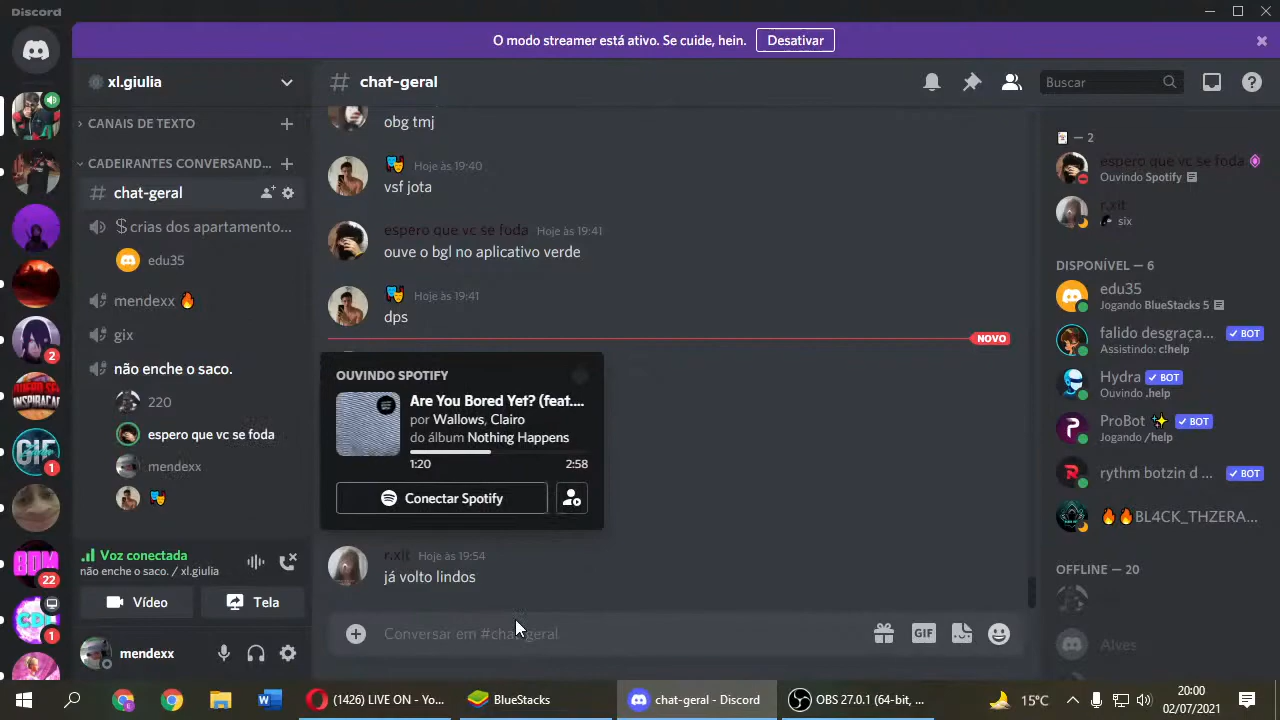 Discord
O modo streamer está ativo. Se cuide, hein.
Desativar
xl.giulia
chat-geral
Buscar
CANAIS DE TEXTO
CADEIRANTES CONVERSAND...
chat-geral
$ crias dos apartamento...
edu35
mendexx 🔥
gix
não enche o saco.
220
espero que vc se foda
mendexx
🎭
Voz conectada
não enche o saco. / xl.giulia
Vídeo
Tela
mendexx
2
1
22
1
obg tmj
🎭 Hoje às 19:40
vsf jota
espero que vc se foda Hoje às 19:41
ouve o bgl no aplicativo verde
🎭 Hoje às 19:41
dps
NOVO
OUVINDO SPOTIFY
Are You Bored Yet? (feat....
por Wallows, Clairo
do álbum Nothing Happens
1:20 2:58
Conectar Spotify
r.xit Hoje às 19:54
já volto lindos
Conversar em #chat-geral
GIF
🃏 — 2
espero que vc se foda
Ouvindo Spotify
r.xit
six
DISPONÍVEL — 6
edu35
Jogando BlueStacks 5
falido desgraça... ✓ BOT
Assistindo: c!help
Hydra ✓ BOT
Ouvindo .help
ProBot ✨ ✓ BOT
Jogando /help
rythm botzin d ... ✓ BOT
🔥🔥BL4CK_THZERA...
OFFLINE — 20
Alves
(1426) LIVE ON - Yo...
BlueStacks
chat-geral - Discord
OBS 27.0.1 (64-bit, ...
15°C
20:00
02/07/2021